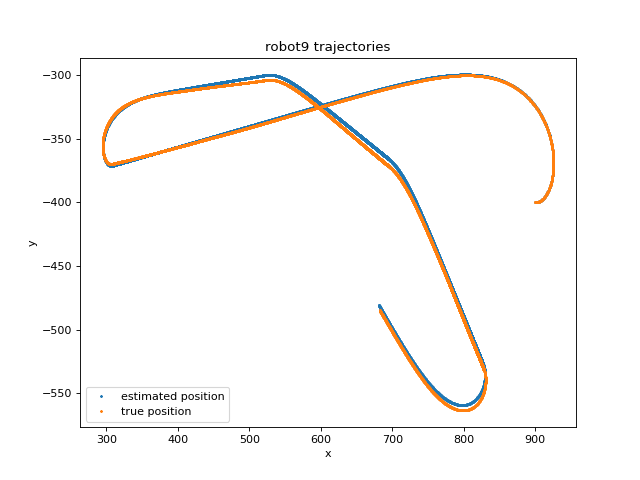 robot9 trajectories
−300
−350
−400
−450
−500
−550
y
300 400 500 600 700 800 900
x
estimated position
true position